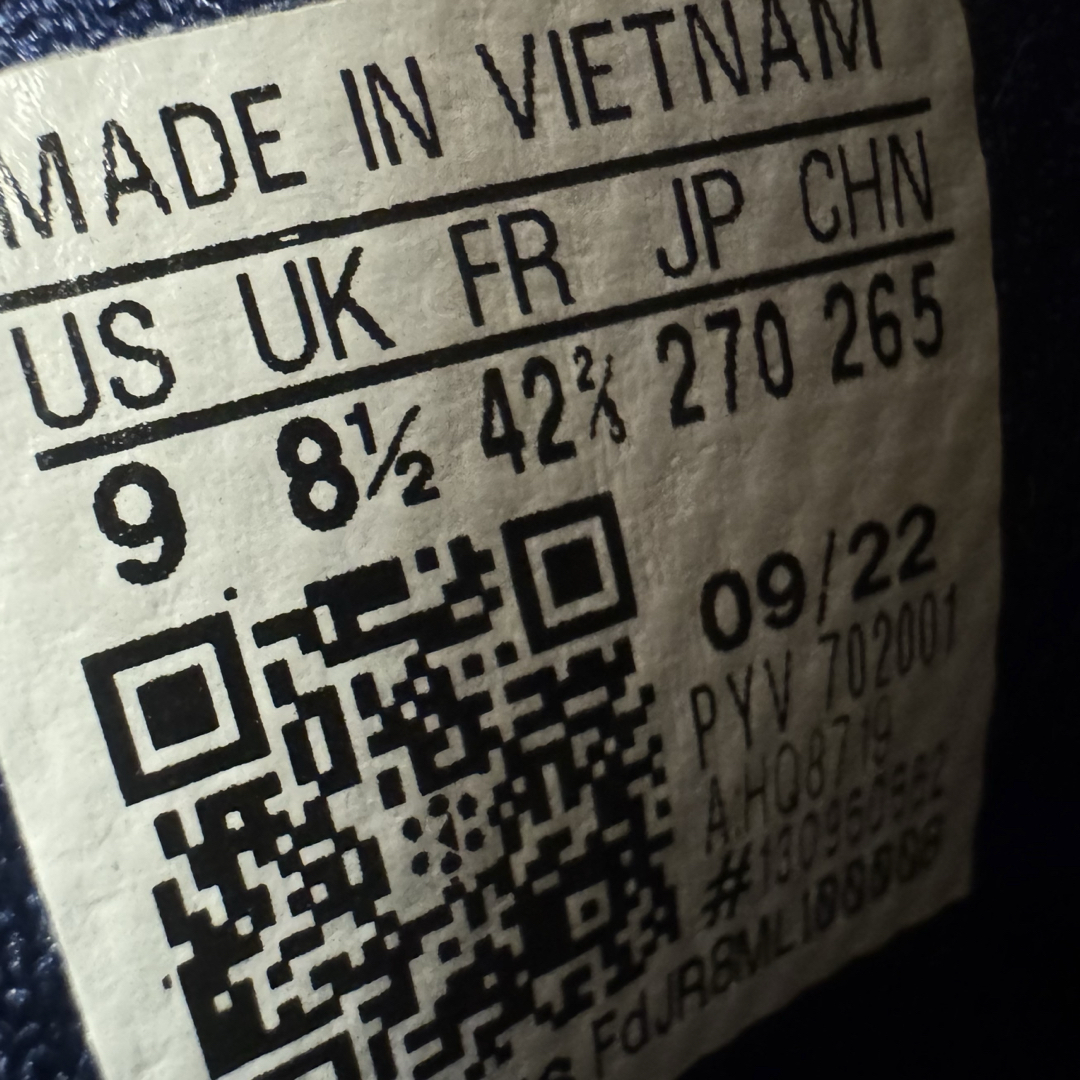 MADE IN VIETNAM
US UK FR JP CHN
9 8½ 42⅔ 270 265
09/22
PYV 702001
A:HQ8719